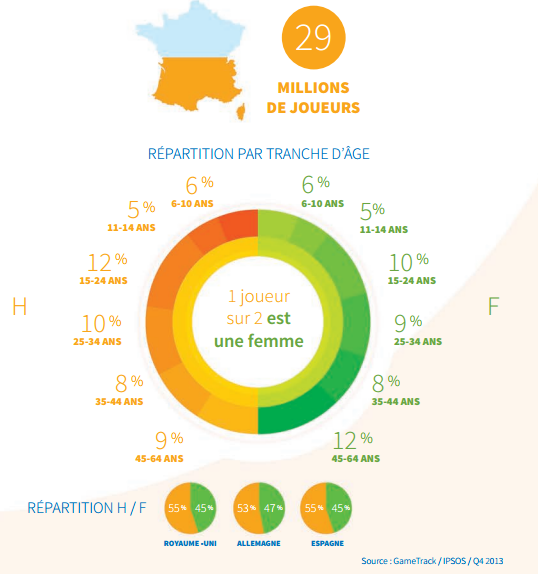 29
MILLIONS
DE JOUEURS
RÉPARTITION PAR TRANCHE D'ÂGE
6 %
6-10 ANS
6 %
6-10 ANS
5 %
11-14 ANS
5%
11-14 ANS
12 %
15-24 ANS
10 %
15-24 ANS
H
1 joueur
sur 2 est
une femme
F
10 %
25-34 ANS
9%
25-34 ANS
8 %
35-44 ANS
8 %
35-44 ANS
9 %
45-64 ANS
12 %
45-64 ANS
RÉPARTITION H / F
55% 45%
53% 47%
55% 45%
ROYAUME-UNI
ALLEMAGNE
ESPAGNE
Source : GameTrack / IPSOS / Q4 2013